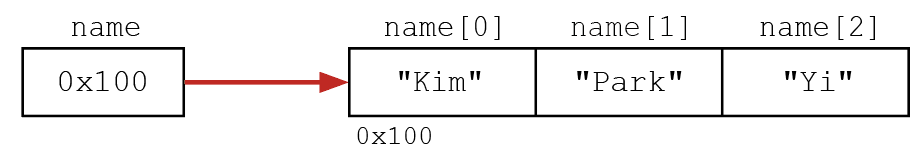 name name[0] name[1] name[2]
0x100 "Kim" "Park" "Yi"
0x100